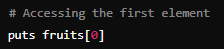 # Accessing the first element
puts fruits[0]